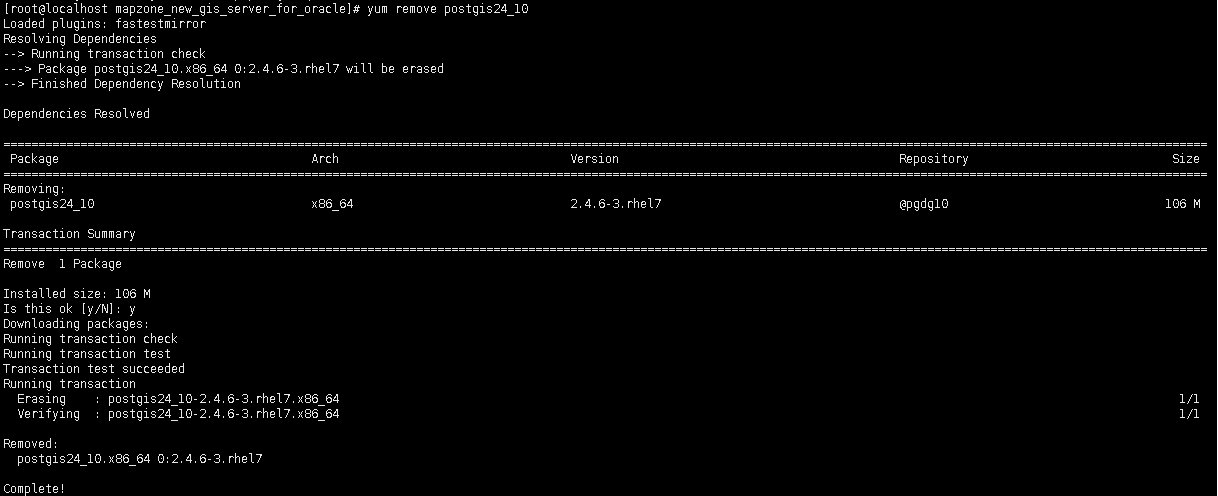 [root@localhost mapzone_new_gis_server_for_oracle]# yum remove postgis24_10
Loaded plugins: fastestmirror
Resolving Dependencies
--> Running transaction check
---> Package postgis24_10.x86_64 0:2.4.6-3.rhel7 will be erased
--> Finished Dependency Resolution

Dependencies Resolved

================================================================================
Package Arch Version Repository Size
================================================================================
Removing:
postgis24_10 x86_64 2.4.6-3.rhel7 @pgdg10 106 M

Transaction Summary
================================================================================
Remove  1 Package

Installed size: 106 M
Is this ok [y/N]: y
Downloading packages:
Running transaction check
Running transaction test
Transaction test succeeded
Running transaction
  Erasing    : postgis24_10-2.4.6-3.rhel7.x86_64 1/1
  Verifying  : postgis24_10-2.4.6-3.rhel7.x86_64 1/1

Removed:
  postgis24_10.x86_64 0:2.4.6-3.rhel7

Complete!